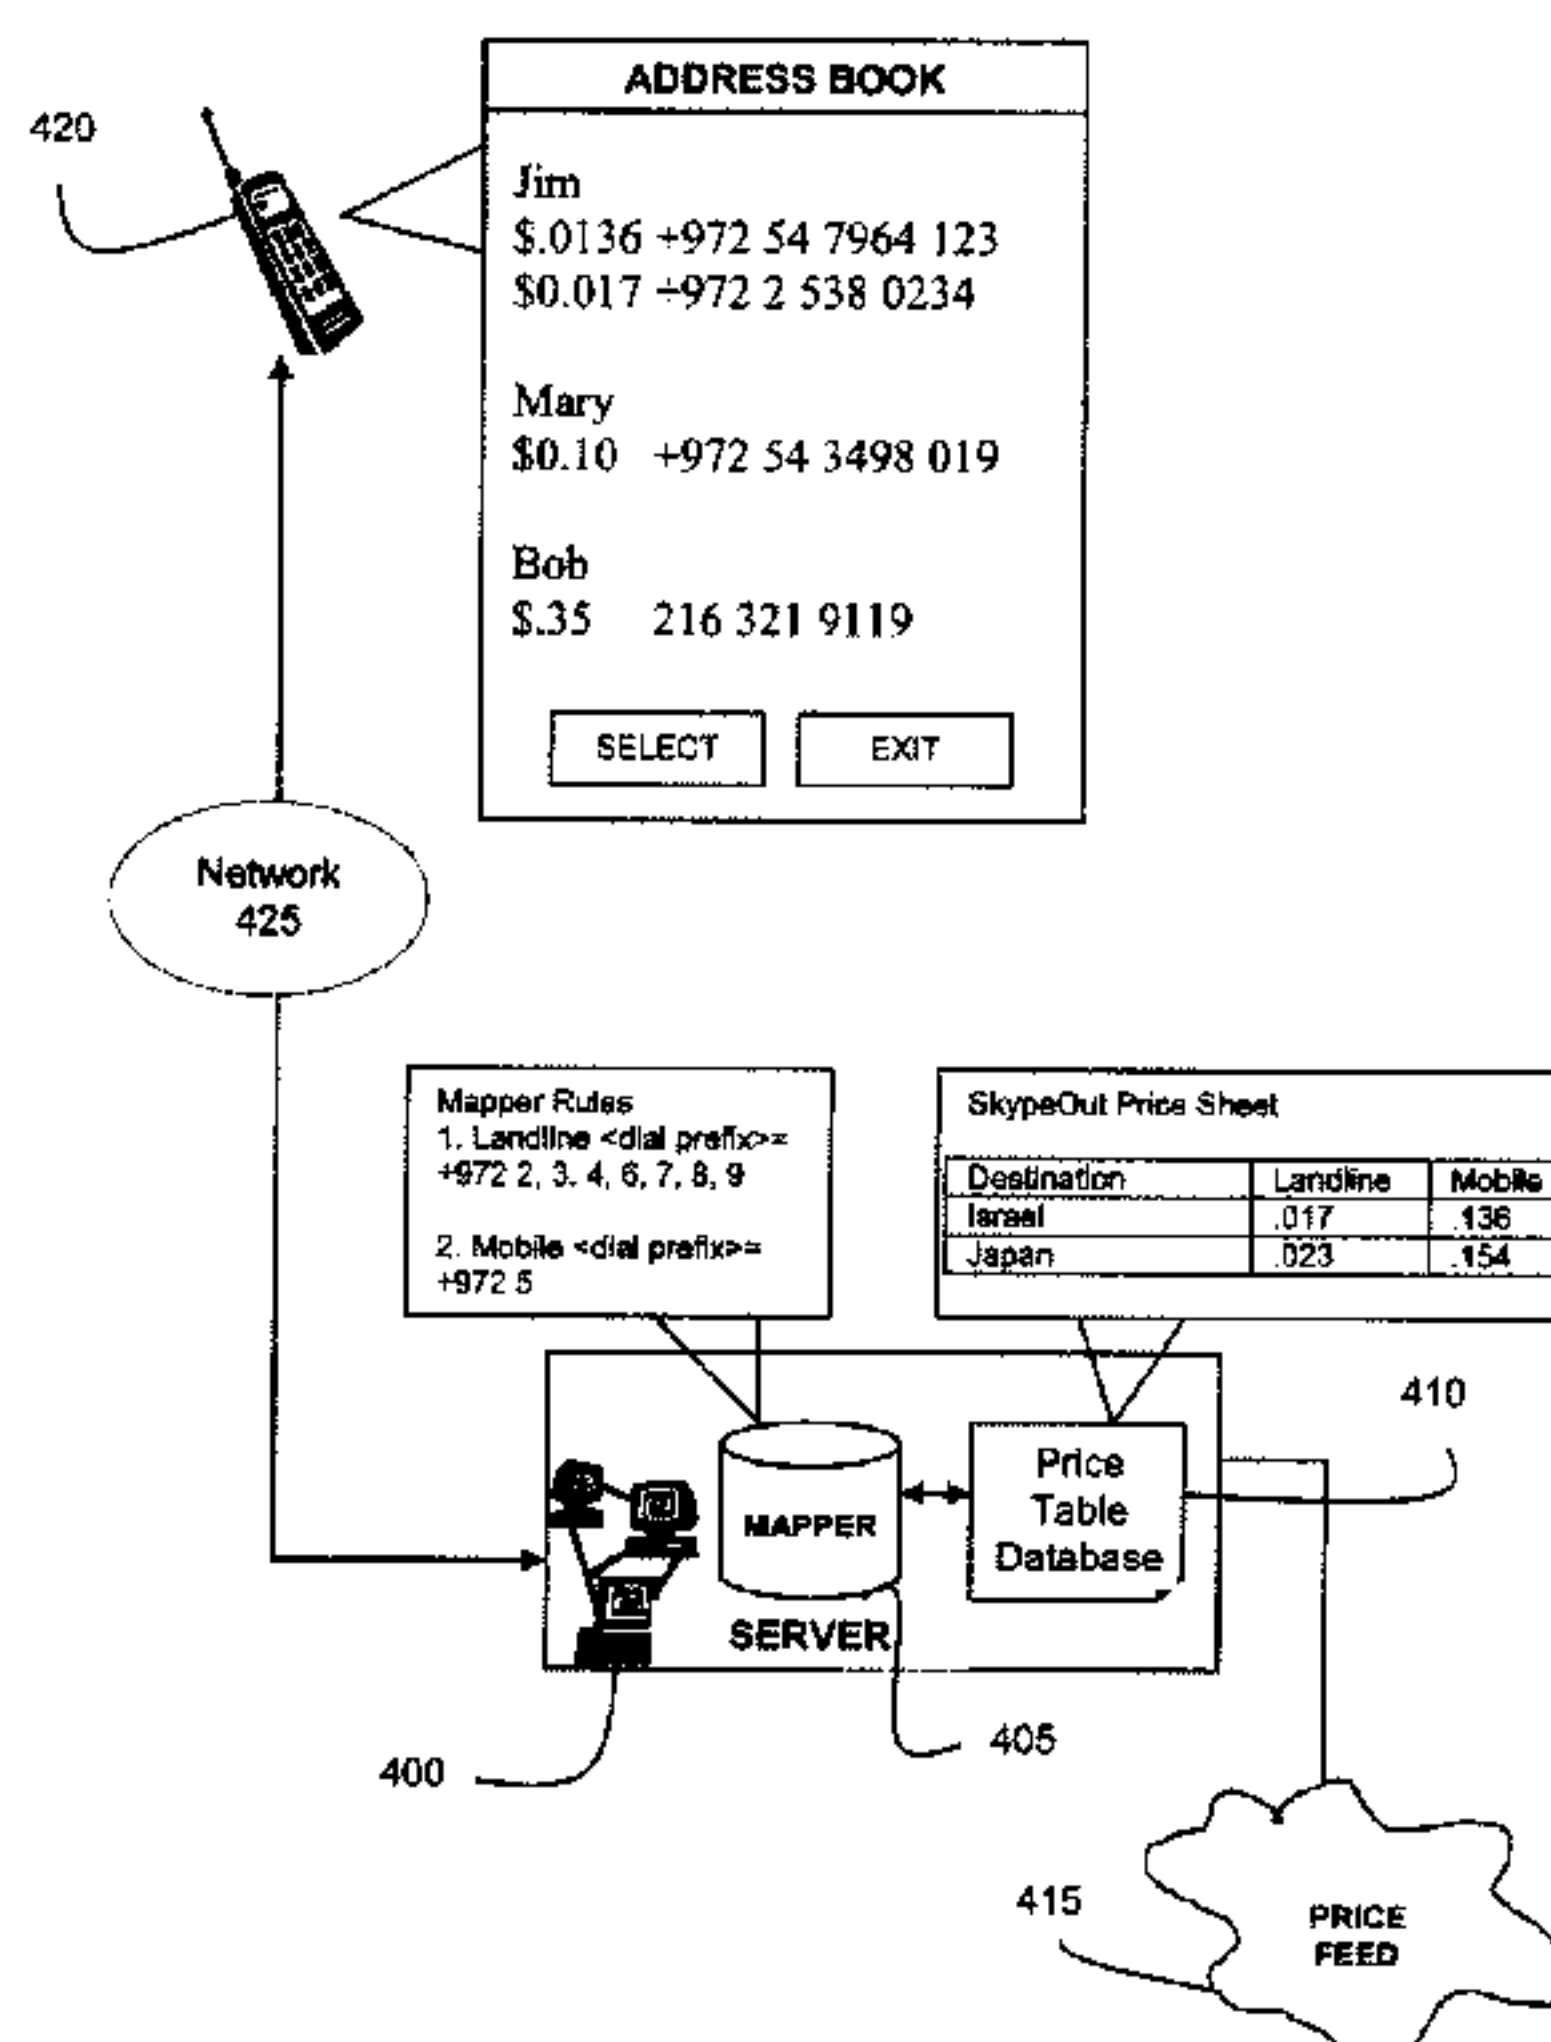 ADDRESS BOOK
420
Jim
$.0136 +972 54 7964 123
$0.017 +972 2 538 0234
Mary
$0.10 +972 54 3498 019
Bob
$.35 216 321 9119
SELECT EXIT
Network
425
Mapper Rules
1. Landline <dial prefix>=
+972 2, 3, 4, 6, 7, 8, 9
2. Mobile <dial prefix>=
+972 5
SkypeOut Price Sheet
Destination Landline Mobile
Israel .017 .136
Japan .023 .154
410
Price
Table
Database
MAPPER
SERVER
405
400
415
PRICE
FEED